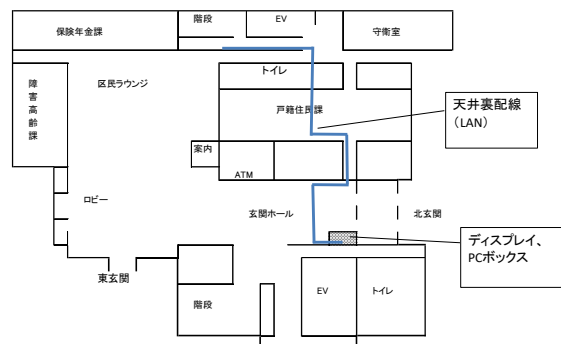 階段
EV
保険年金課
守衛室
トイレ
区民ラウンジ
障害高齢課
戸籍住民課
天井裏配線
（LAN）
案内
ATM
ロビー
玄関ホール
北玄関
ディスプレイ、
PCボックス
東玄関
階段
EV
トイレ